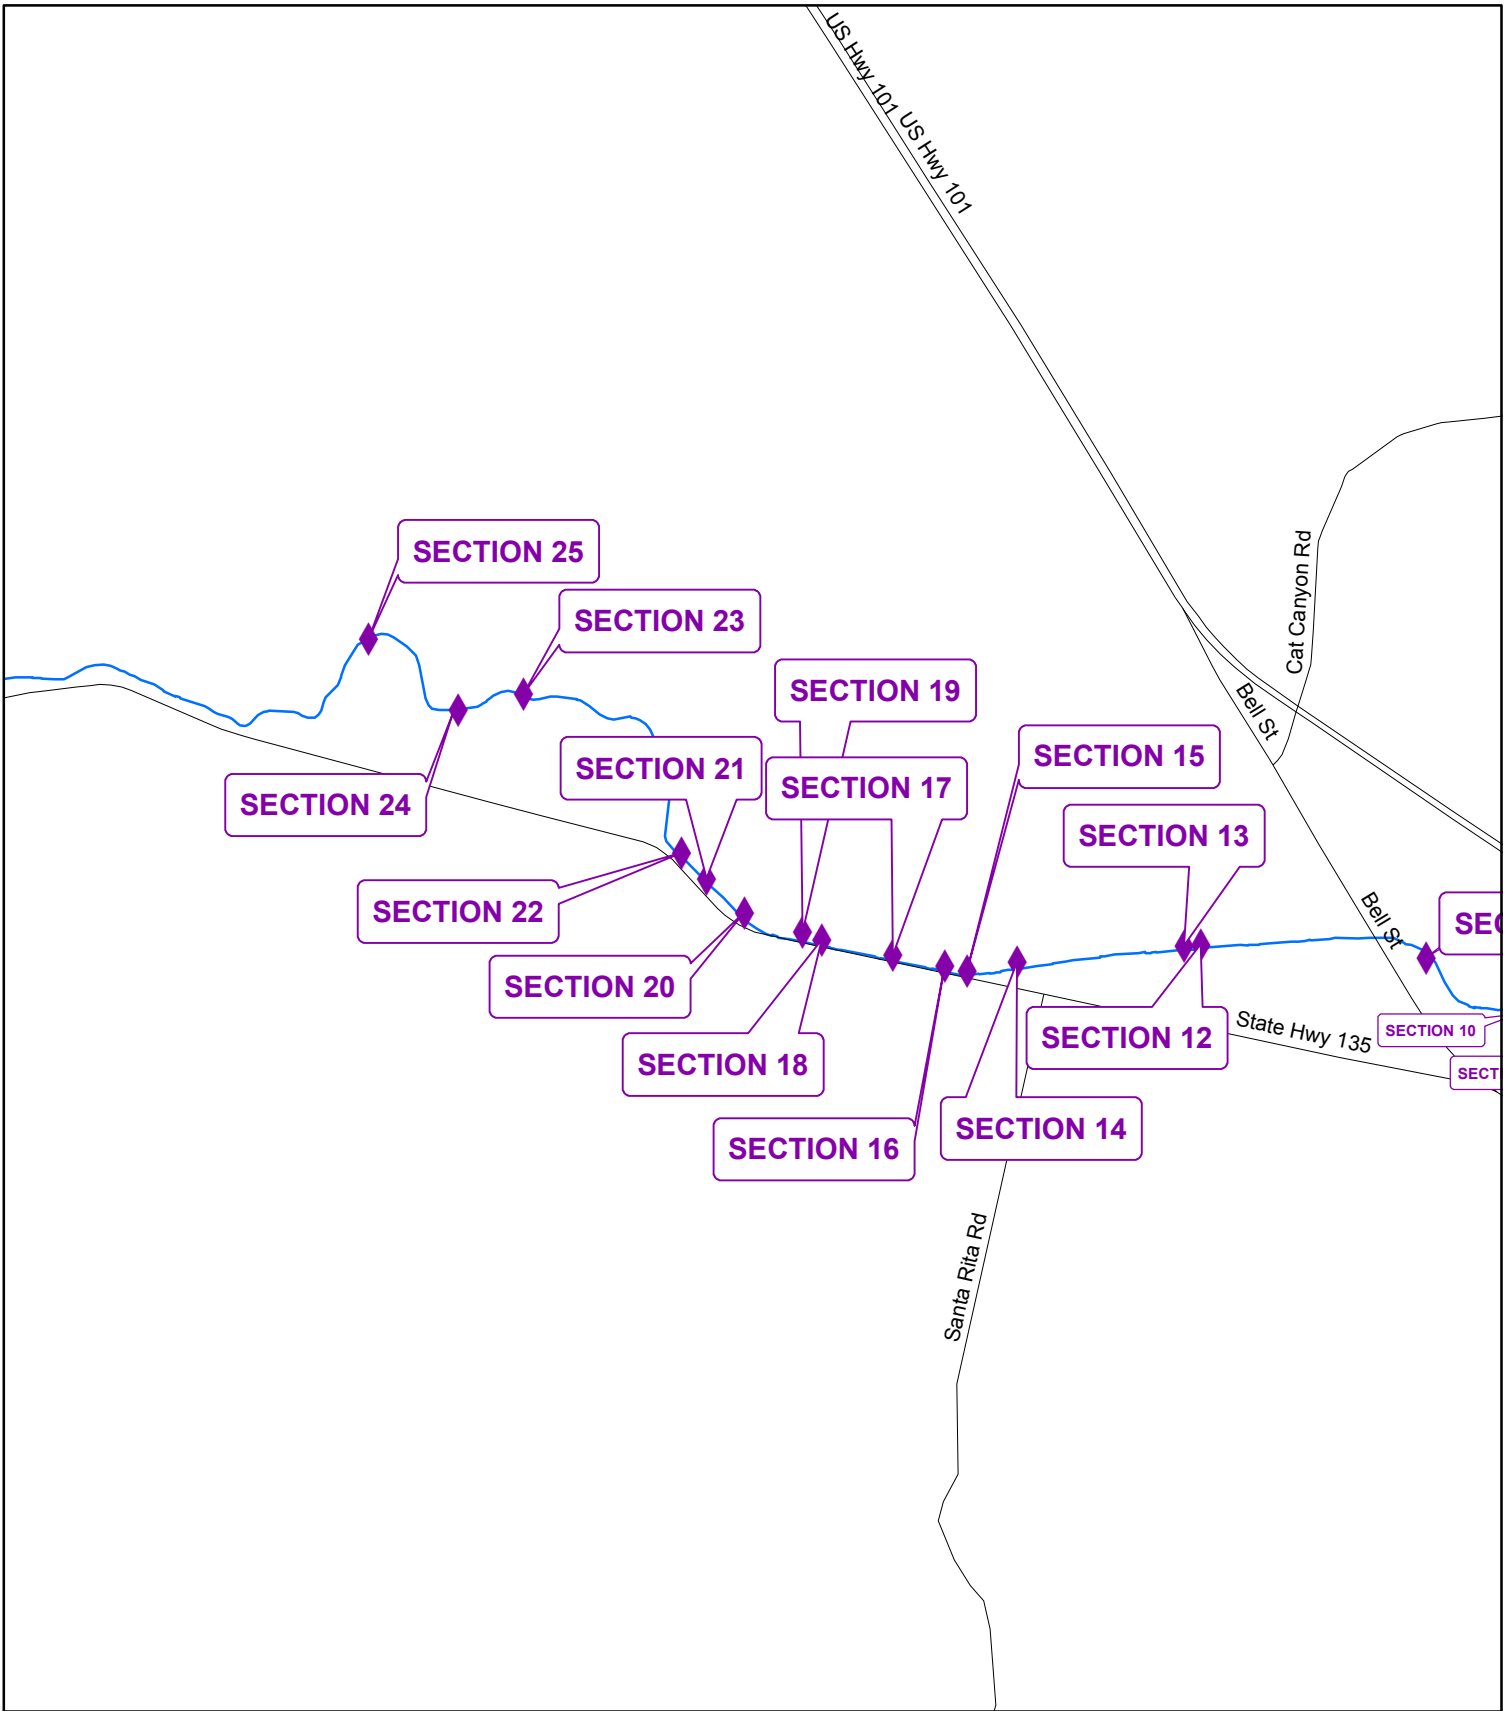 US Hwy 101
US Hwy 101
Cat Canyon Rd
SECTION 25
SECTION 23
SECTION 19
Bell St
SECTION 15
SECTION 21
SECTION 17
SECTION 24
SECTION 13
SECTION 22
Bell St
SEC
SECTION 20
SECTION 12
State Hwy 135
SECTION 10
SECTION 18
SECT
SECTION 14
SECTION 16
Santa Rita Rd